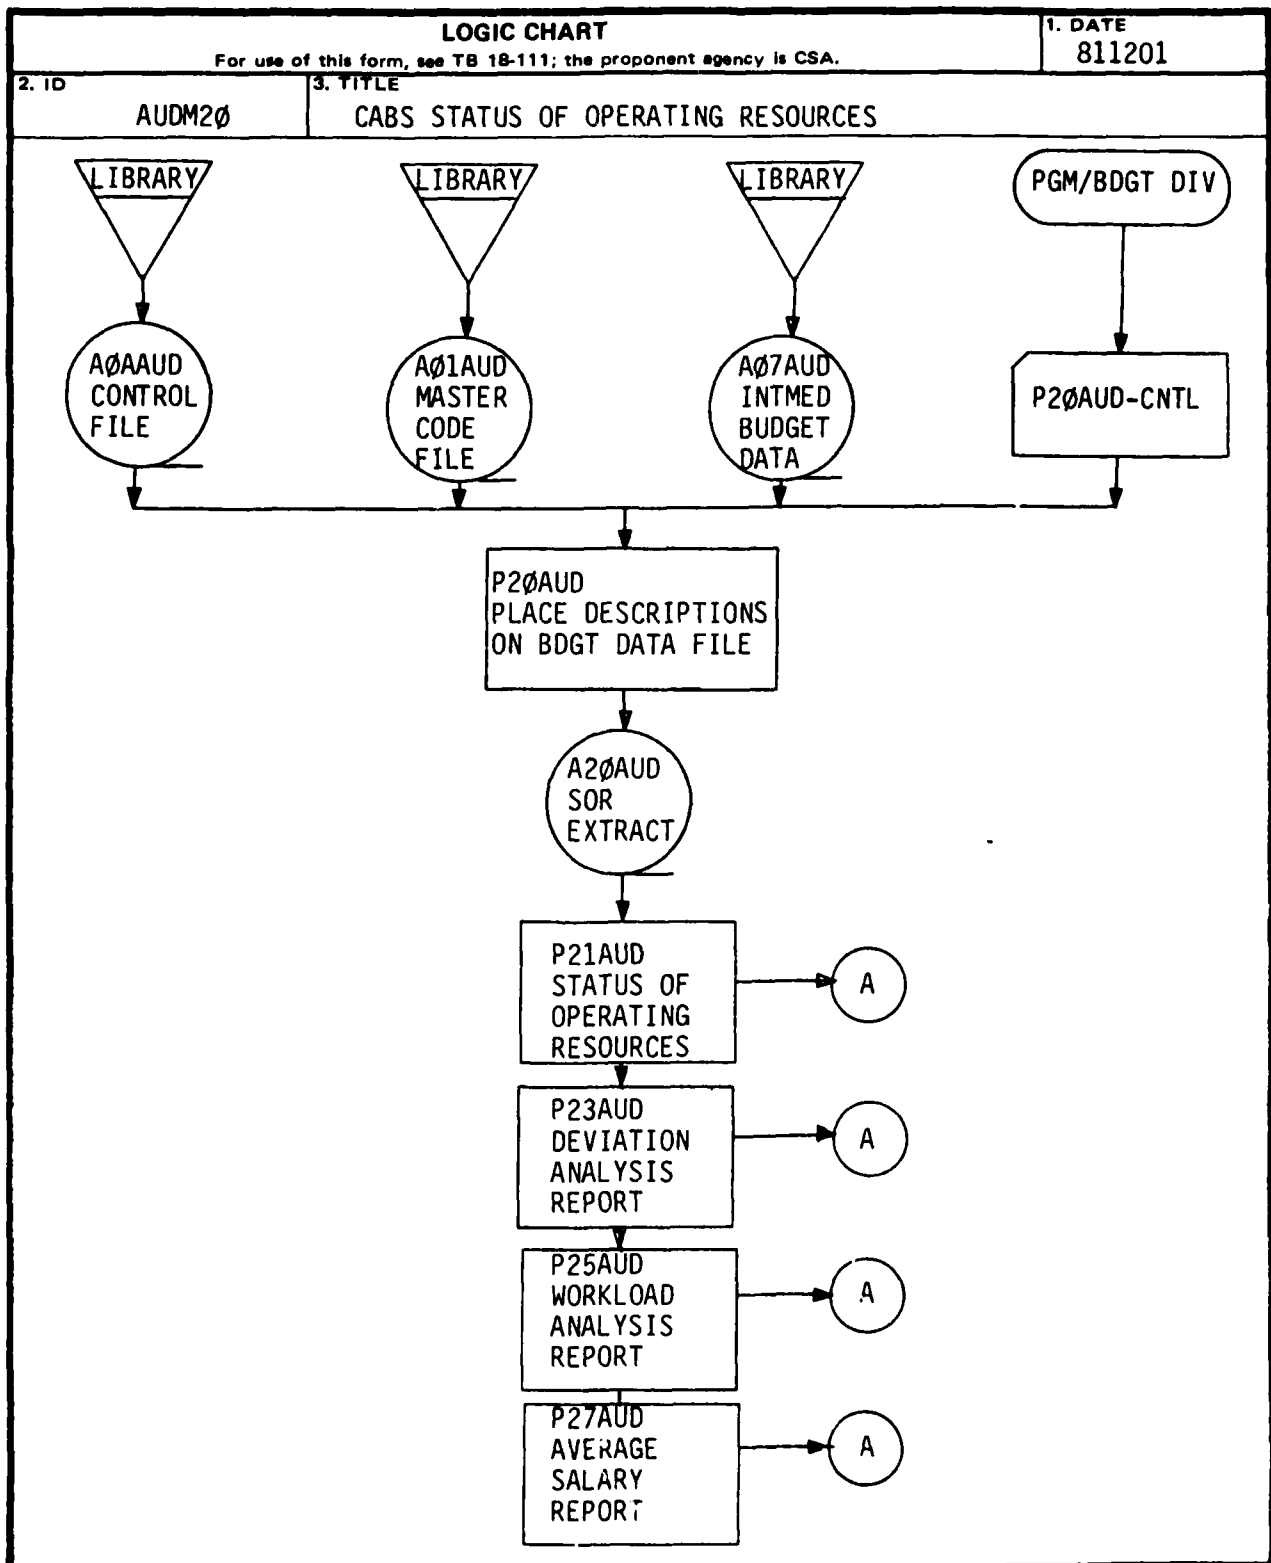 LOGIC CHART
For use of this form, see TB 18-111; the proponent agency is CSA.
1. DATE
811201
2. ID
AUDM2Ø
3. TITLE
CABS STATUS OF OPERATING RESOURCES
LIBRARY
LIBRARY
LIBRARY
PGM/BDGT DIV
AØAAUD
CONTROL
FILE
AØ1AUD
MASTER
CODE
FILE
AØ7AUD
INTMED
BUDGET
DATA
P2ØAUD-CNTL
P2ØAUD
PLACE DESCRIPTIONS
ON BDGT DATA FILE
A2ØAUD
SOR
EXTRACT
P21AUD
STATUS OF
OPERATING
RESOURCES
A
P23AUD
DEVIATION
ANALYSIS
REPORT
A
P25AUD
WORKLOAD
ANALYSIS
REPORT
A
P27AUD
AVERAGE
SALARY
REPORT
A